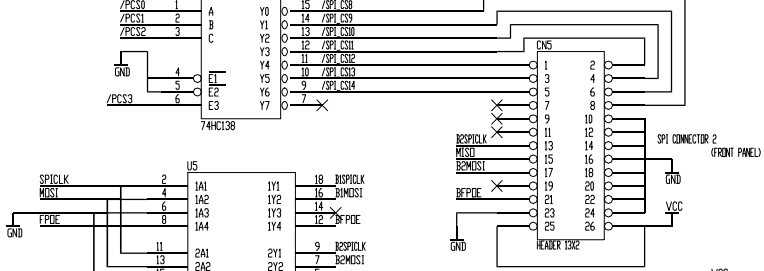 /PCS0 1 A Y0 15 /SPI_CS8
/PCS1 2 B Y1 14 /SPI_CS9
/PCS2 3 C Y2 13 /SPI_CS10
Y3 12 /SPI_CS11
GND 4 E1 Y4 11 /SPI_CS12
5 E2 Y5 10 /SPI_CS13
/PCS3 6 E3 Y6 9 /SPI_CS14
Y7 7
74HC138
CN5
1 2
3 4
5 6
7 8
9 10
11 12
B2SPICLK 13 14
MISO 15 16
B2MOSI 17 18
19 20
BFPOE 21 22
23 24
25 26
GND
GND
VCC
HEADER 13X2
SPI CONNECTOR 2
(FRONT PANEL)
U5
SPICLK 2 1A1 1Y1 18 B1SPICLK
MOSI 4 1A2 1Y2 16 B1MOSI
6 1A3 1Y3 14
GND
FPOE 8 1A4 1Y4 12 BFPOE
11 2A1 2Y1 9 B2SPICLK
13 2A2 2Y2 7 B2MOSI